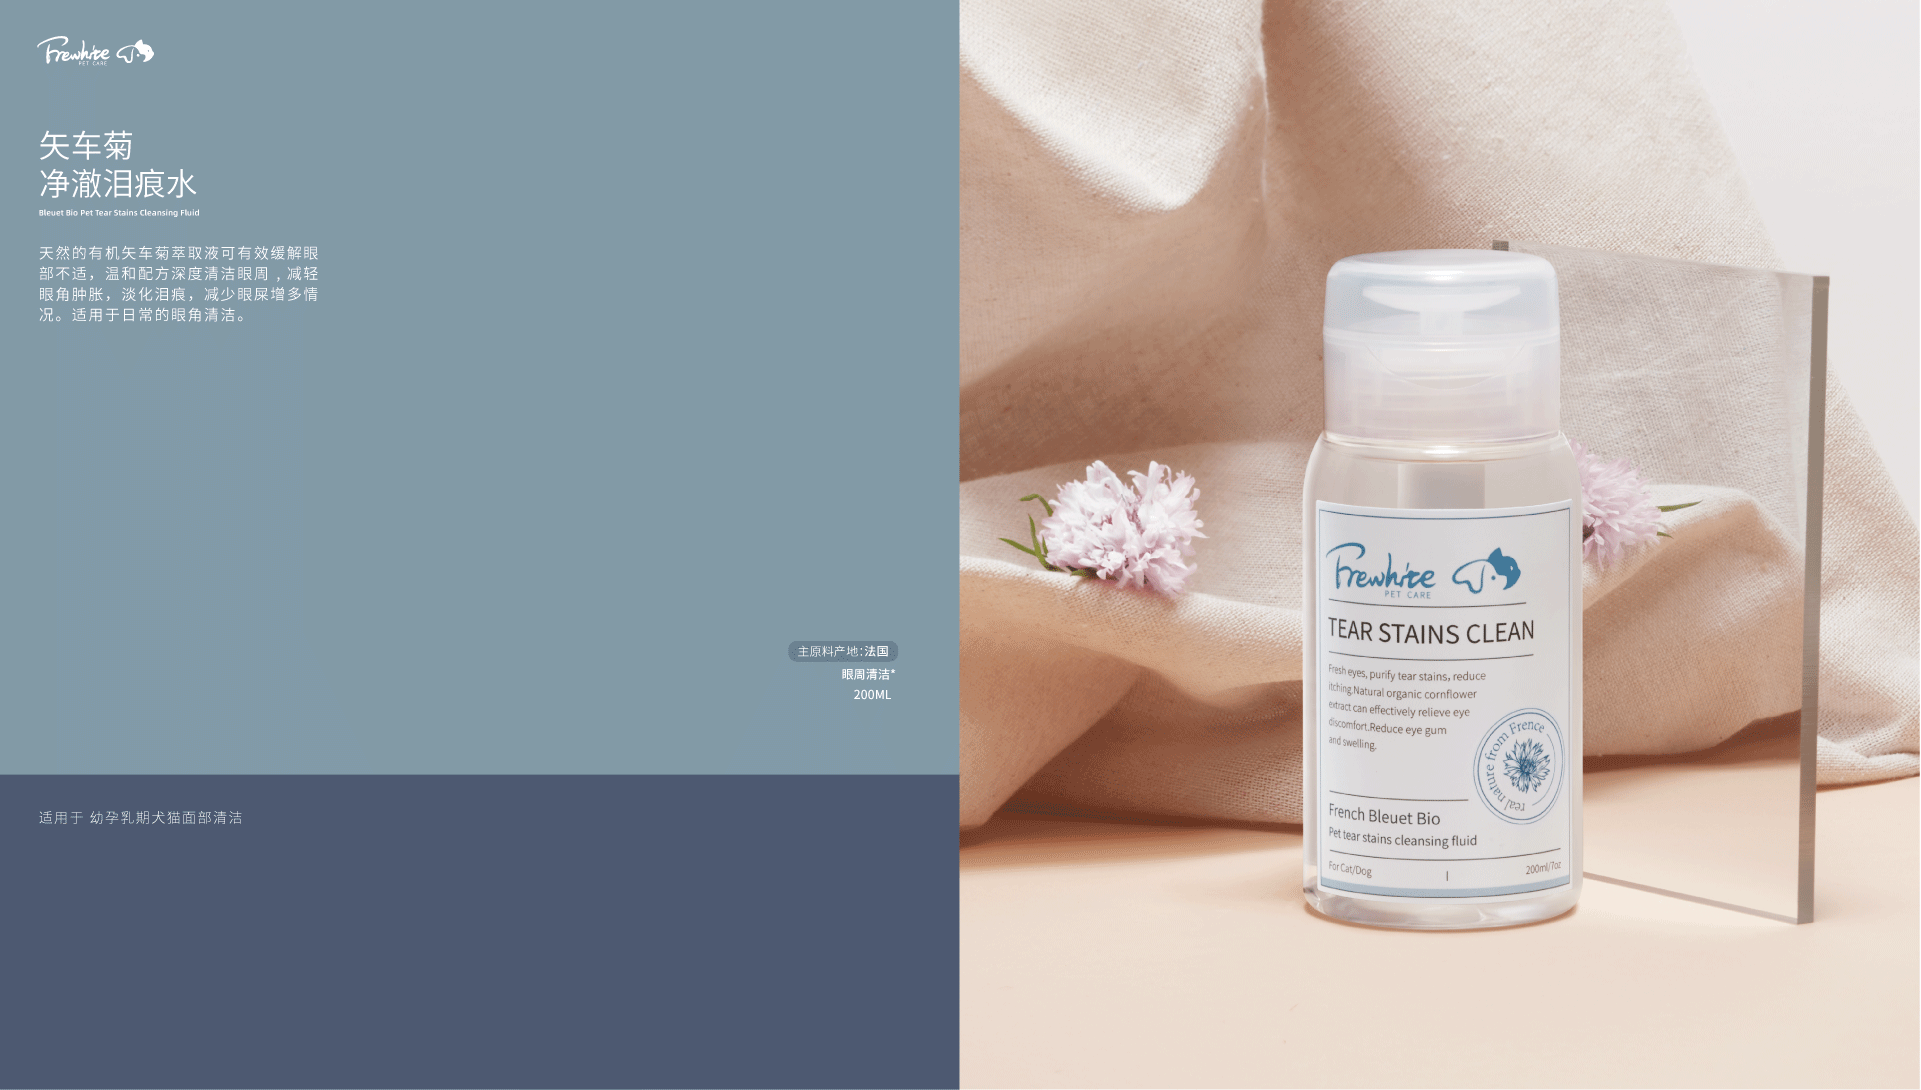 Frewhite
PET CARE
矢车菊
净澈泪痕水
Bleuet Bio Pet Tear Stains Cleansing Fluid
天然的有机矢车菊萃取液可有效缓解眼
部不适，温和配方深度清洁眼周，减轻
眼角肿胀，淡化泪痕，减少眼屎增多情
况。适用于日常的眼角清洁。
主原料产地:法国
眼周清洁*
200ML
适用于 幼孕乳期犬猫面部清洁
Frewhite
PET CARE
TEAR STAINS CLEAN
Fresh eyes, purify tear stains, reduce
itching.Natural organic cornflower
extract can effectively relieve eye
discomfort.Reduce eye gum
and swelling.
real nature from Frence
French Bleuet Bio
Pet tear stains cleansing fluid
For Cat/Dog | 200ml/7oz